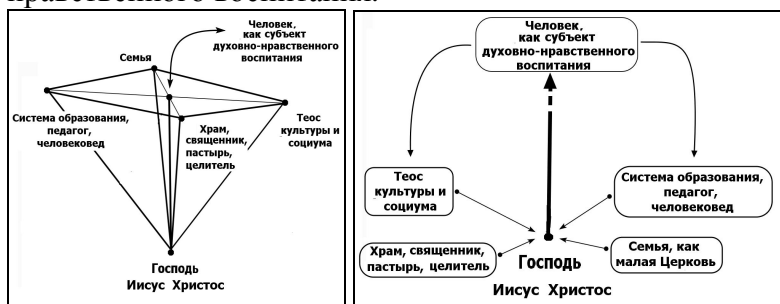 нравственного воспитания.
Человек,
как субъект
духовно-нравственного
воспитания
Семья
Система образования,
педагог,
человековед
Храм,
священник,
пастырь,
целитель
Теос
культуры и
социума
Господь
Иисус Христос
Человек,
как субъект
духовно-нравственного
воспитания
Теос
культуры и
социума
Система образования,
педагог,
человековед
Храм, священник,
пастырь, целитель
Семья, как
малая Церковь
Господь
Иисус Христос